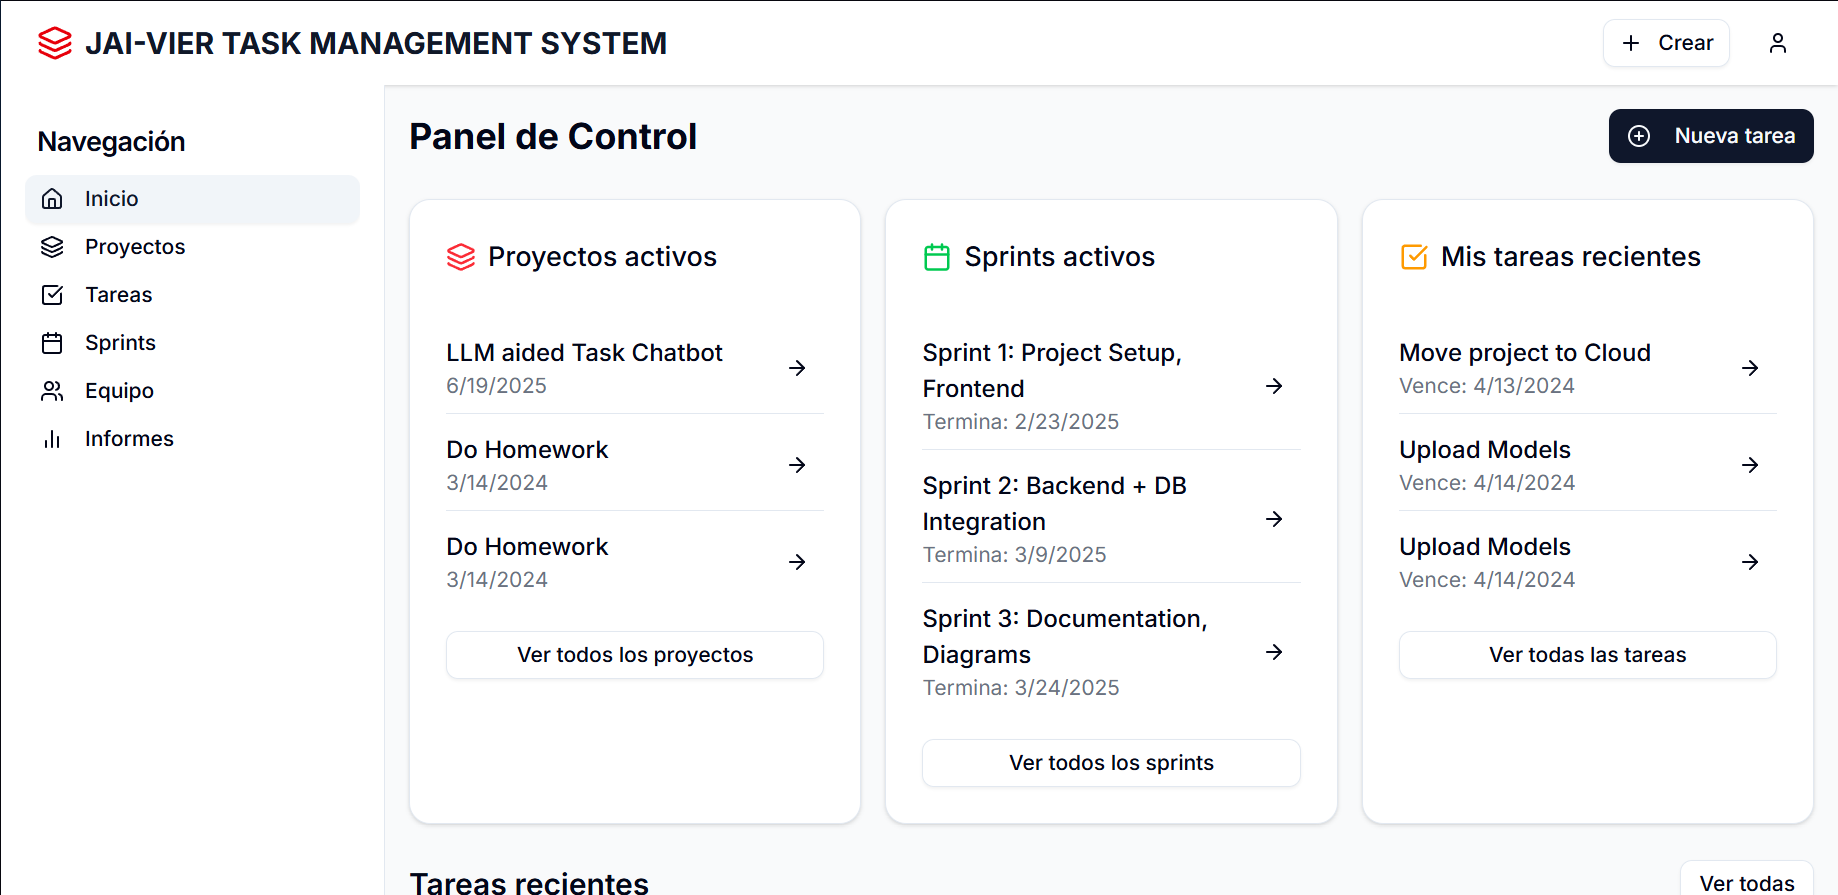 JAI-VIER TASK MANAGEMENT SYSTEM
Crear
Navegación
Inicio
Proyectos
Tareas
Sprints
Equipo
Informes
Panel de Control
Nueva tarea
Proyectos activos
LLM aided Task Chatbot
6/19/2025
Do Homework
3/14/2024
Do Homework
3/14/2024
Ver todos los proyectos
Sprints activos
Sprint 1: Project Setup,
Frontend
Termina: 2/23/2025
Sprint 2: Backend + DB
Integration
Termina: 3/9/2025
Sprint 3: Documentation,
Diagrams
Termina: 3/24/2025
Ver todos los sprints
Mis tareas recientes
Move project to Cloud
Vence: 4/13/2024
Upload Models
Vence: 4/14/2024
Upload Models
Vence: 4/14/2024
Ver todas las tareas
Tareas recientes
Ver todas